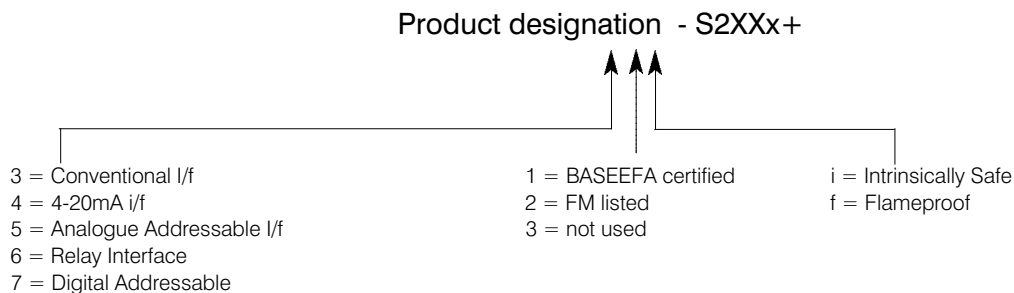 Product designation - S2XXx+
3 = Conventional I/f
4 = 4-20mA i/f
5 = Analogue Addressable I/f
6 = Relay Interface
7 = Digital Addressable
1 = BASEEFA certified
2 = FM listed
3 = not used
i = Intrinsically Safe
f = Flameproof